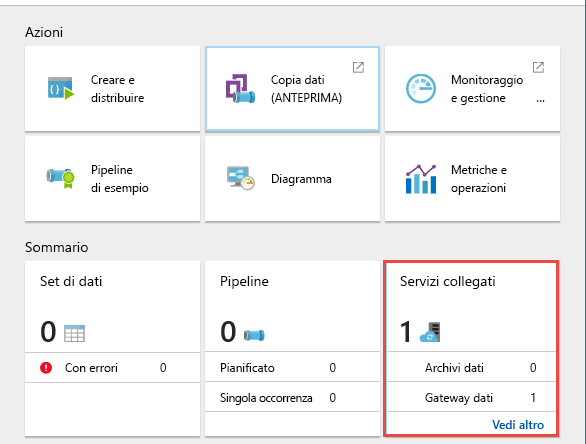 Azioni
Creare e
distribuire
Copia dati
(ANTEPRIMA)
Monitoraggio
e gestione ...
Pipeline
di esempio
Diagramma
Metriche e
operazioni
Sommario
Set di dati
0
Con errori 0
Pipeline
0
Pianificato 0
Singola occorrenza 0
Servizi collegati
1
Archivi dati 0
Gateway dati 1
Vedi altro